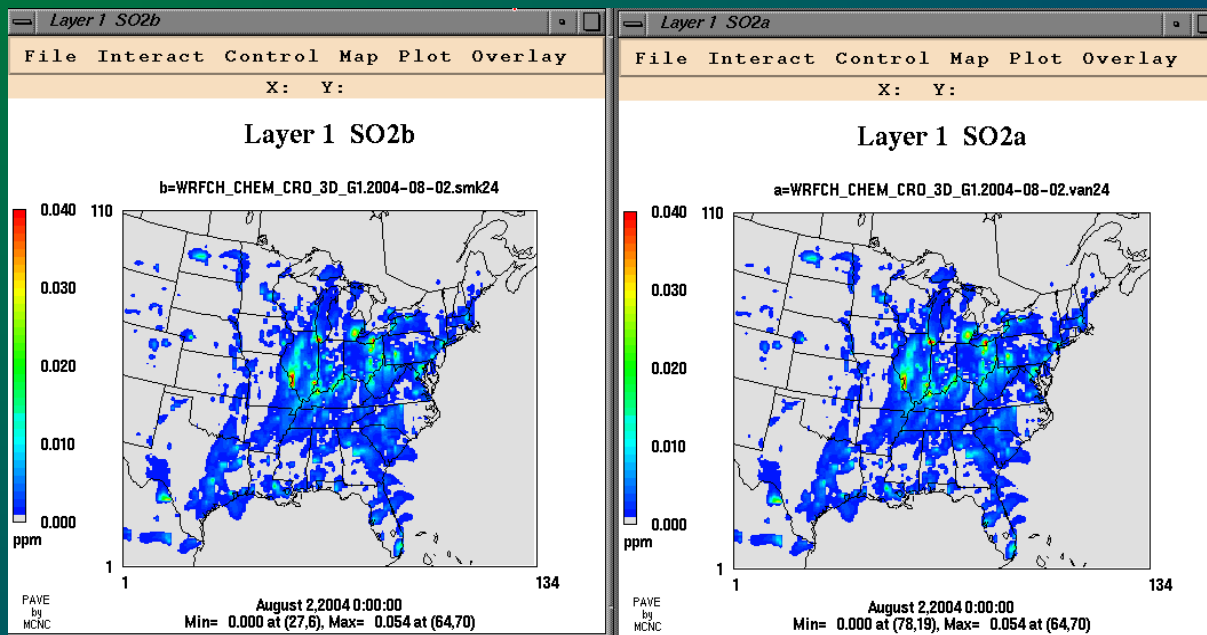 Layer 1 SO2b
File Interact Control Map Plot Overlay
X: Y:
Layer 1 SO2b
b=WRFCH_CHEM_CRO_3D_G1.2004-08-02.smk24
0.040
0.030
0.020
0.010
0.000
ppm
110
1
1
134
PAVE
by
MCNC
August 2,2004 0:00:00
Min= 0.000 at (27,6), Max= 0.054 at (64,70)
Layer 1 SO2a
File Interact Control Map Plot Overlay
X: Y:
Layer 1 SO2a
a=WRFCH_CHEM_CRO_3D_G1.2004-08-02.van24
0.040
0.030
0.020
0.010
0.000
ppm
110
1
1
134
PAVE
by
MCNC
August 2,2004 0:00:00
Min= 0.000 at (78,19), Max= 0.054 at (64,70)